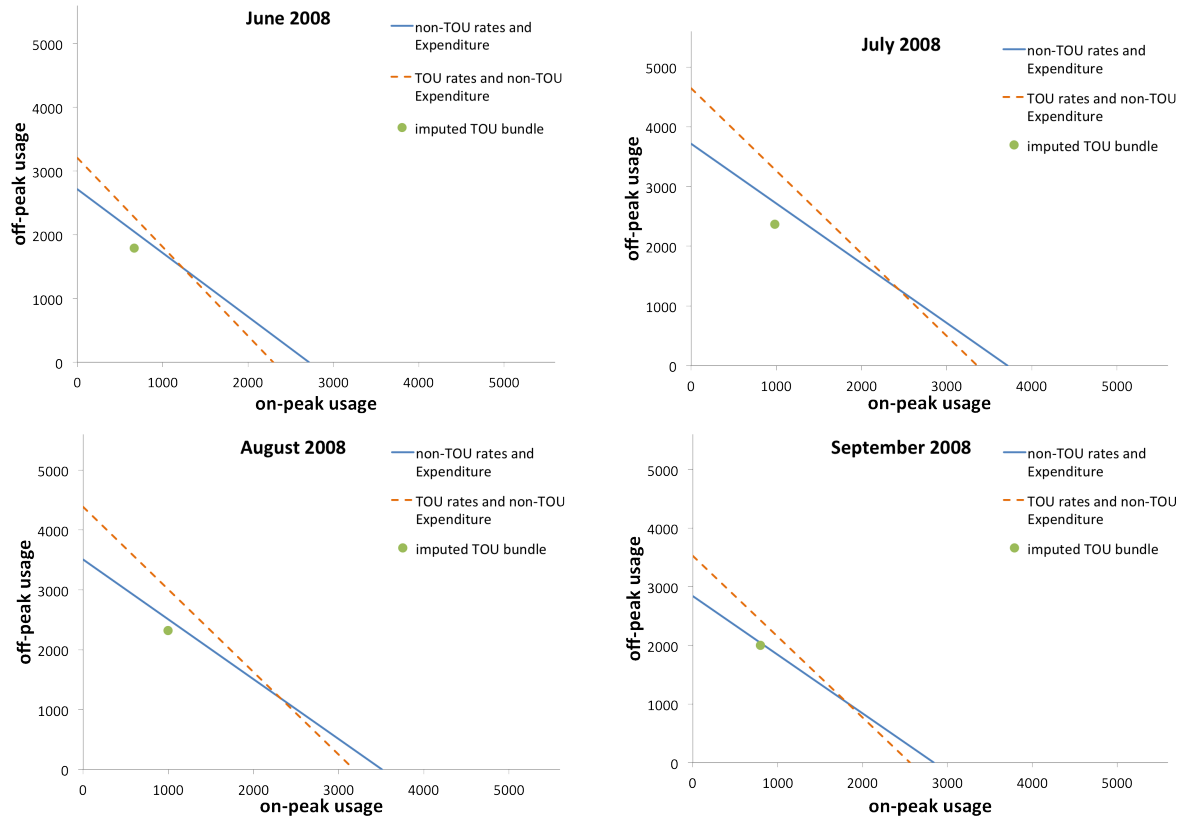 June 2008
non-TOU rates and
Expenditure
TOU rates and non-TOU
Expenditure
imputed TOU bundle
off-peak usage
5000
4000
3000
2000
1000
0
0 1000 2000 3000 4000 5000
on-peak usage
July 2008
non-TOU rates and
Expenditure
TOU rates and non-TOU
Expenditure
imputed TOU bundle
off-peak usage
5000
4000
3000
2000
1000
0
0 1000 2000 3000 4000 5000
on-peak usage
August 2008
non-TOU rates and
Expenditure
TOU rates and non-TOU
Expenditure
imputed TOU bundle
off-peak usage
5000
4000
3000
2000
1000
0
0 1000 2000 3000 4000 5000
on-peak usage
September 2008
non-TOU rates and
Expenditure
TOU rates and non-TOU
Expenditure
imputed TOU bundle
off-peak usage
5000
4000
3000
2000
1000
0
0 1000 2000 3000 4000 5000
on-peak usage